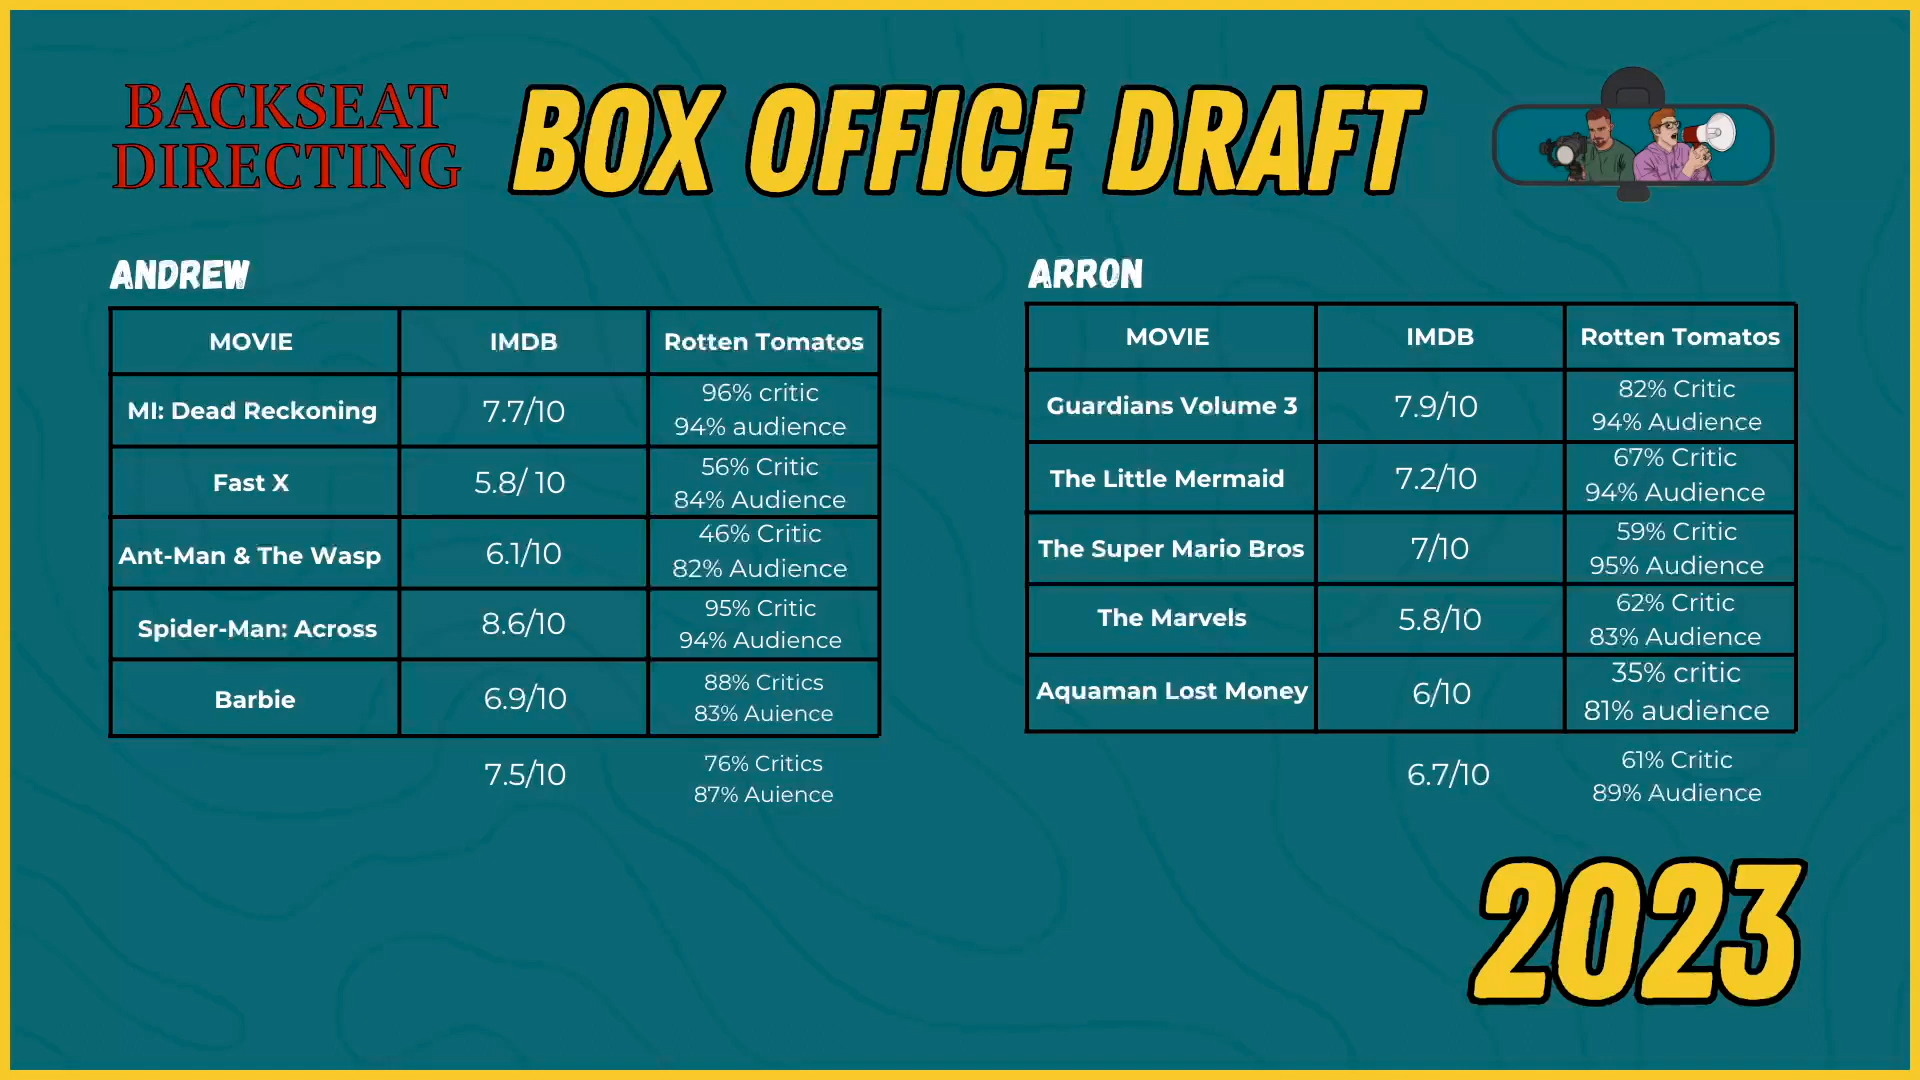 BACKSEAT
DIRECTING
BOX OFFICE DRAFT
ANDREW
MOVIE IMDB Rotten Tomatos
MI: Dead Reckoning 7.7/10 96% critic
94% audience
Fast X 5.8/ 10 56% Critic
84% Audience
Ant-Man & The Wasp 6.1/10 46% Critic
82% Audience
Spider-Man: Across 8.6/10 95% Critic
94% Audience
Barbie 6.9/10 88% Critics
83% Auience
7.5/10 76% Critics
87% Auience
ARRON
MOVIE IMDB Rotten Tomatos
Guardians Volume 3 7.9/10 82% Critic
94% Audience
The Little Mermaid 7.2/10 67% Critic
94% Audience
The Super Mario Bros 7/10 59% Critic
95% Audience
The Marvels 5.8/10 62% Critic
83% Audience
Aquaman Lost Money 6/10 35% critic
81% audience
6.7/10 61% Critic
89% Audience
2023